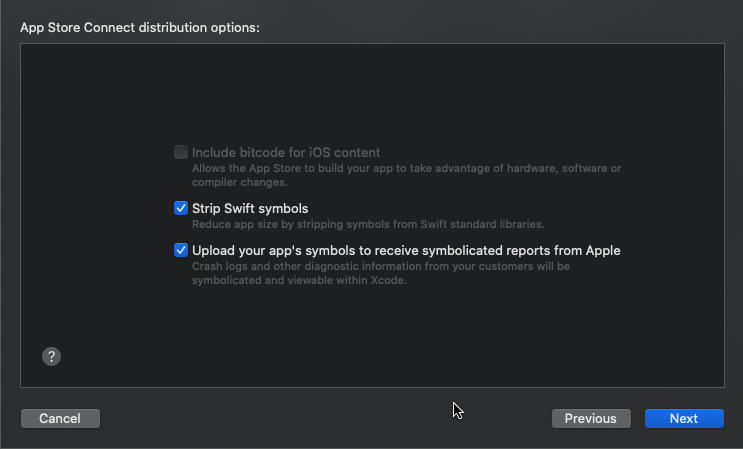 App Store Connect distribution options:
Include bitcode for iOS content
Allows the App Store to build your app to take advantage of hardware, software or
compiler changes.
Strip Swift symbols
Reduce app size by stripping symbols from Swift standard libraries.
Upload your app's symbols to receive symbolicated reports from Apple
Crash logs and other diagnostic information from your customers will be
symbolicated and viewable within Xcode.
?
Cancel
Previous
Next